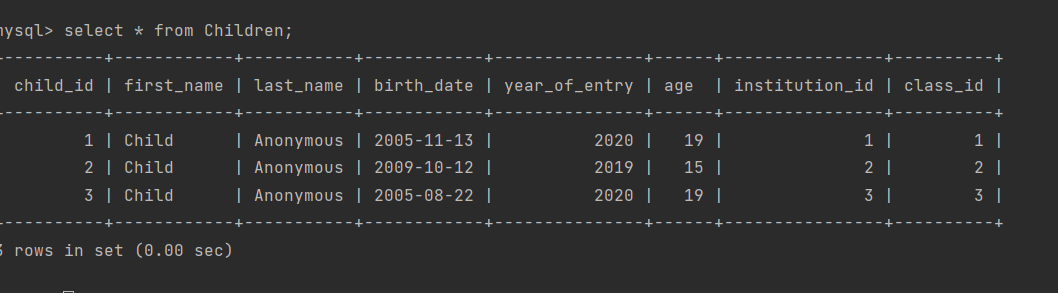 mysql> select * from Children;
----------+------------+-----------+------------+---------------+------+----------------+----------+
child_id | first_name | last_name | birth_date | year_of_entry | age  | institution_id | class_id |
----------+------------+-----------+------------+---------------+------+----------------+----------+
1 | Child      | Anonymous | 2005-11-13 |          2020 |   19 |              1 |        1 |
2 | Child      | Anonymous | 2009-10-12 |          2019 |   15 |              2 |        2 |
3 | Child      | Anonymous | 2005-08-22 |          2020 |   19 |              3 |        3 |
----------+------------+-----------+------------+---------------+------+----------------+----------+
3 rows in set (0.00 sec)